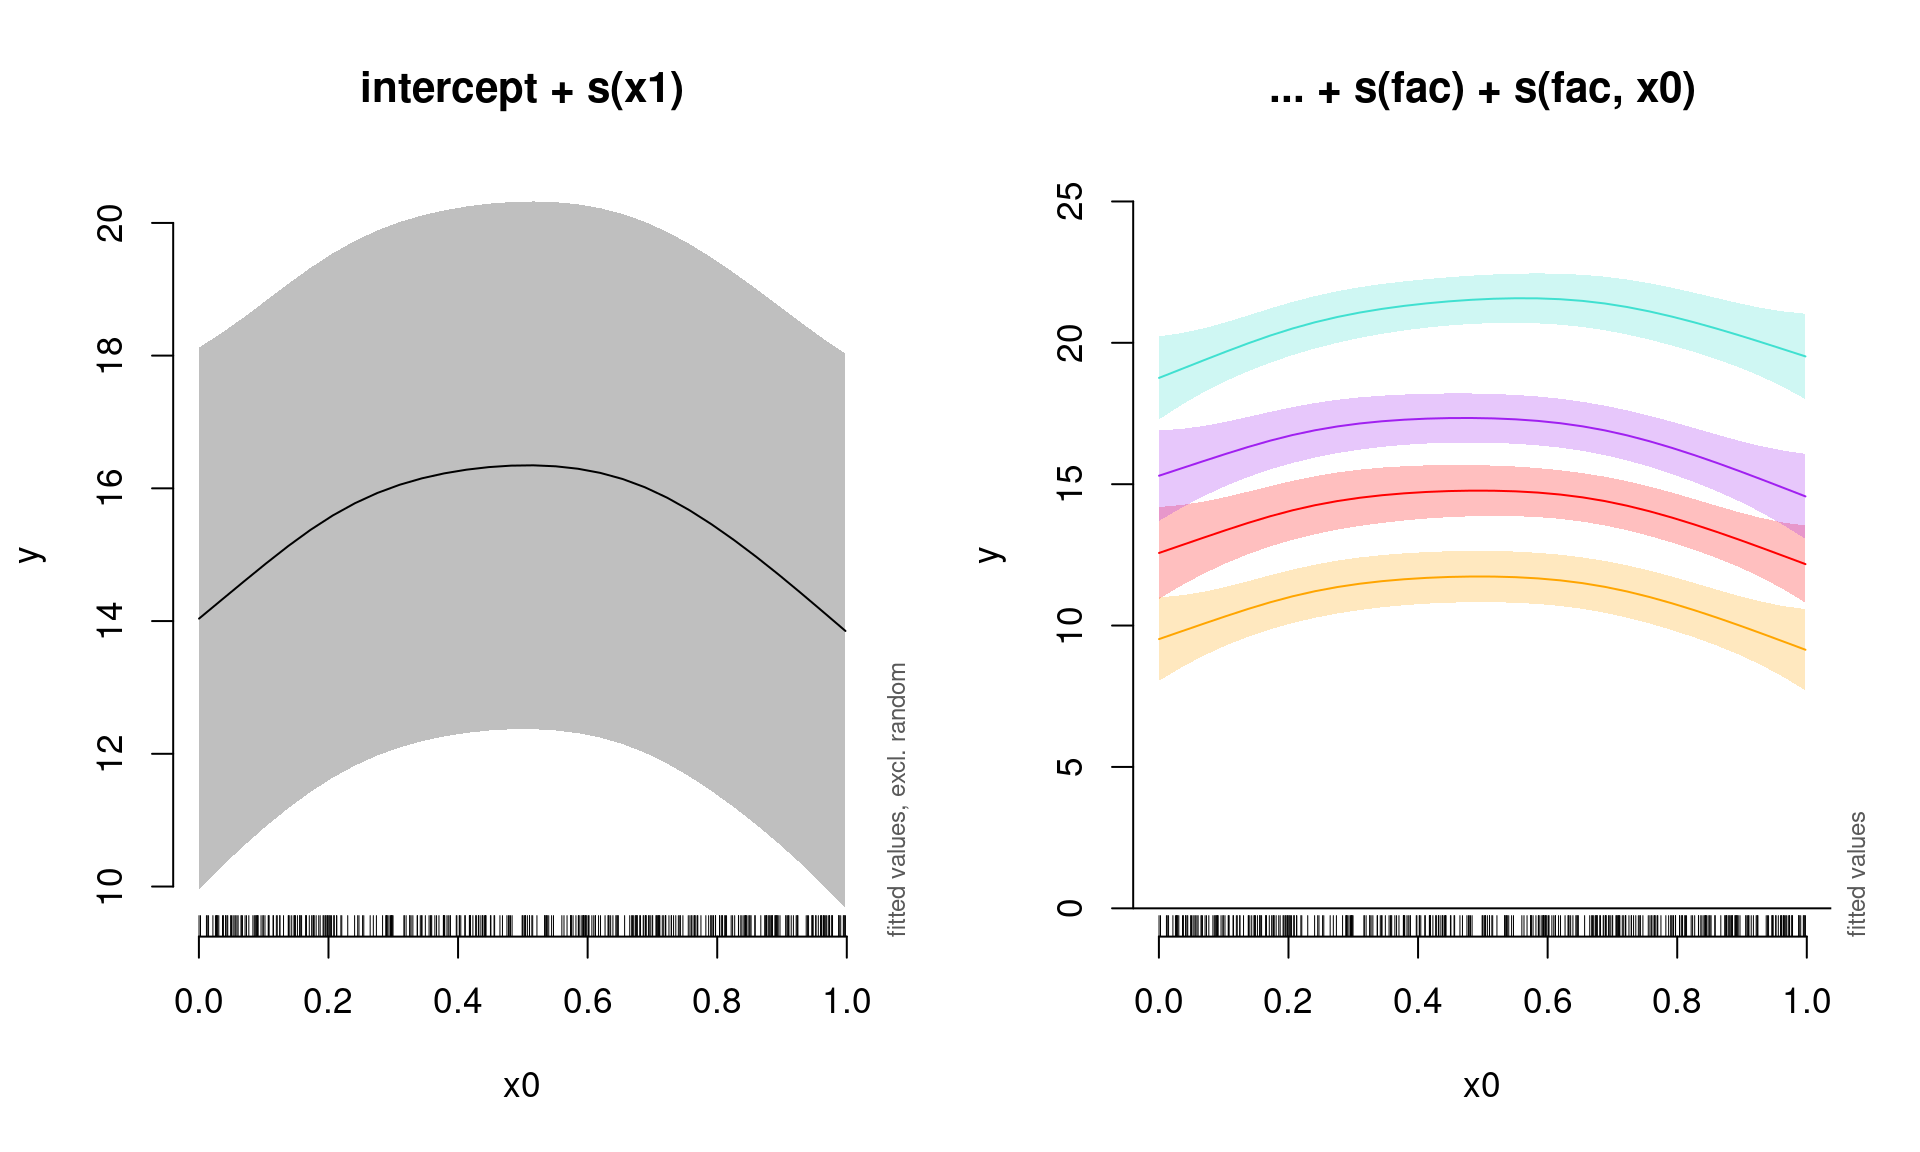 intercept + s(x1)
y
20
18
16
14
12
10
0.0 0.2 0.4 0.6 0.8 1.0
x0
fitted values, excl. random
... + s(fac) + s(fac, x0)
y
25
20
15
10
5
0
0.0 0.2 0.4 0.6 0.8 1.0
x0
fitted values